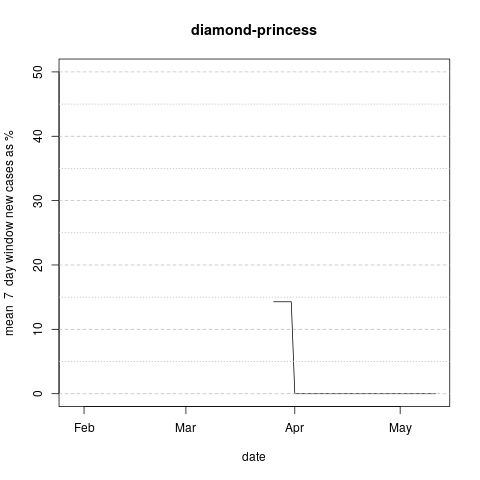 diamond-princess
mean  7  day window new cases as %
50
40
30
20
10
0
Feb
Mar
Apr
May
date